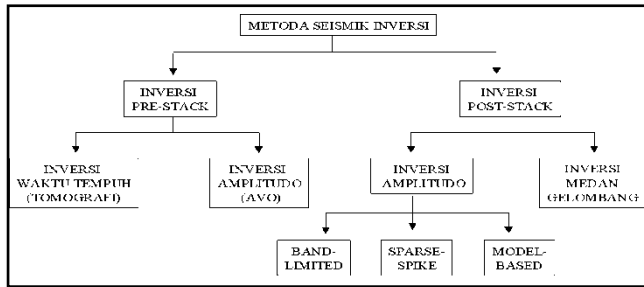 METODA SEISMIK INVERSI
INVERSI
PRE-STACK
INVERSI
POST-STACK
INVERSI
WAKTU TEMPUH
(TOMOGRAFI)
INVERSI
AMPLITUDO
(AVO)
INVERSI
AMPLITUDO
INVERSI
MEDAN
GELOMBANG
BAND-
LIMITED
SPARSE-
SPIKE
MODEL-
BASED